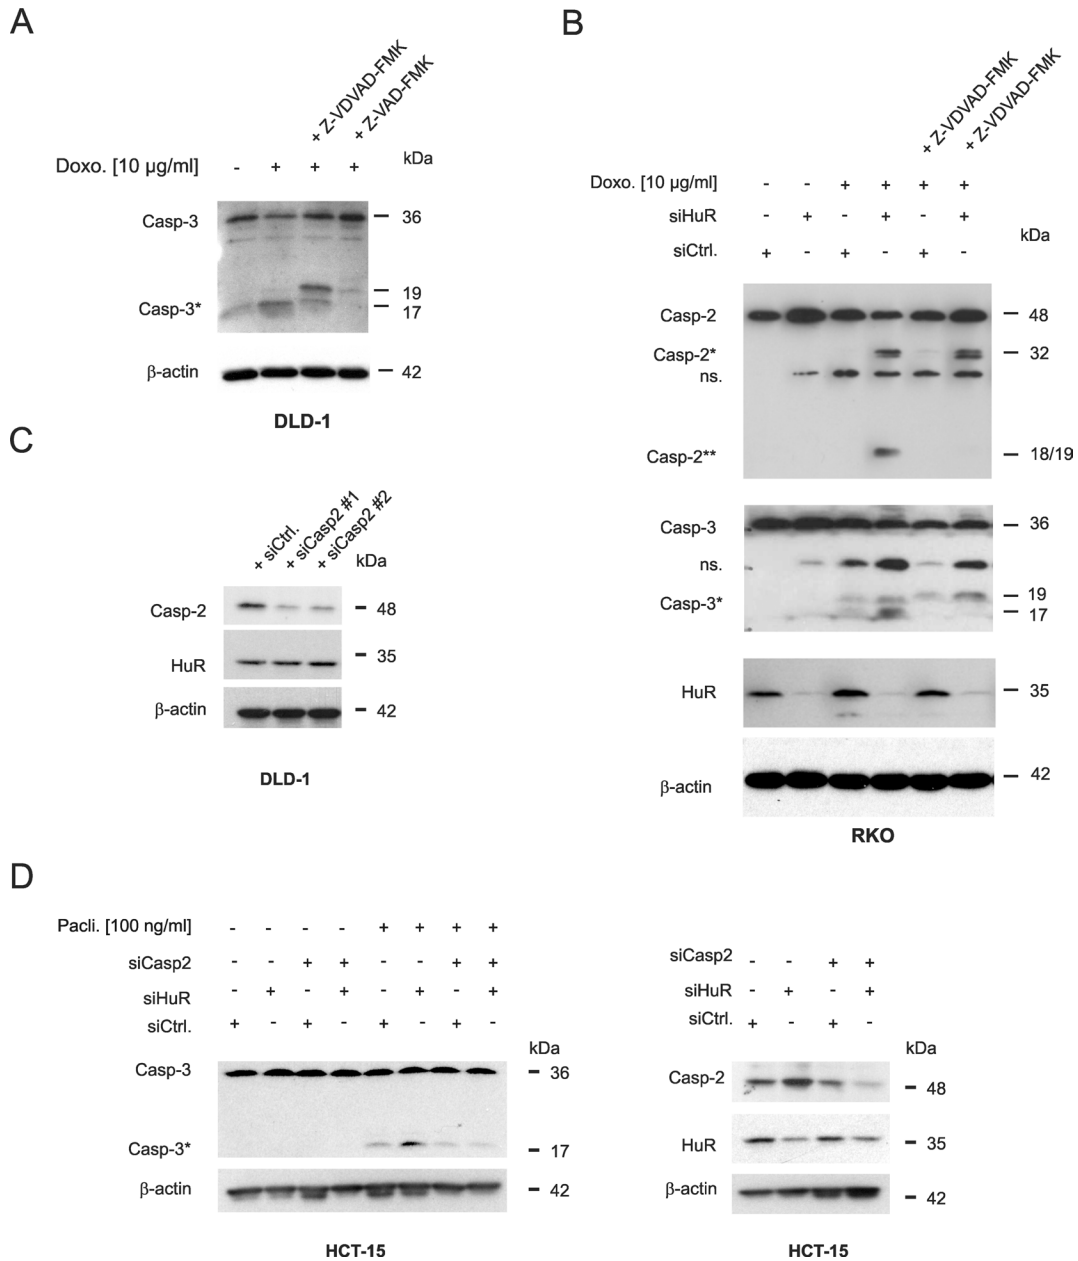 A
+ Z-VDVAD-FMK
+ Z-VAD-FMK
kDa
Doxo. [10 µg/ml] - + + +
Casp-3 36
19
Casp-3* 17
β-actin 42
DLD-1
B
+ Z-VDVAD-FMK
+ Z-VDVAD-FMK
Doxo. [10 µg/ml] - - + + + +
siHuR - + - + - +
kDa
siCtrl. + - + - + -
Casp-2 48
Casp-2* 32
ns.
Casp-2** 18/19
Casp-3 36
ns.
19
Casp-3* 17
HuR 35
β-actin 42
RKO
C
+ siCtrl.
+ siCasp2 #1
+ siCasp2 #2
kDa
Casp-2 48
HuR 35
β-actin 42
DLD-1
D
Pacli. [100 ng/ml] - - - - + + + +
siCasp2 - - + + - - + +
siHuR - + - + - + - +
siCtrl. + - + - + - + -
kDa
Casp-3 36
Casp-3* 17
β-actin 42
HCT-15
siCasp2 - - + +
siHuR - + - +
siCtrl. + - + -
kDa
Casp-2 48
HuR 35
β-actin 42
HCT-15